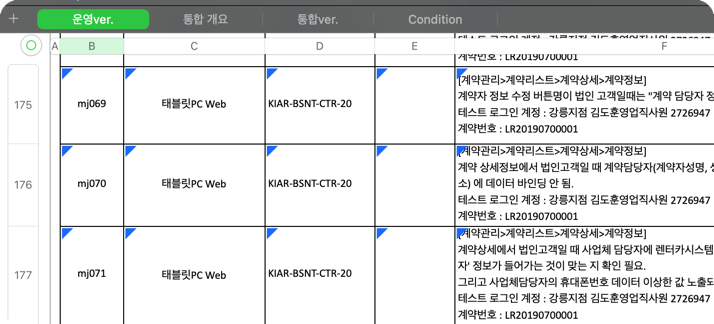 + 운영ver. 통합 개요 통합ver. Condition
A B C D E F
계약번호 : LR20190700001
175 mj069 태블릿PC Web KIAR-BSNT-CTR-20
[계약관리>계약리스트>계약상세>계약정보]
계약자 정보 수정 버튼명이 법인 고객일때는 "계약 담당자 정
테스트 로그인 계정 : 강릉지점 김도훈영업직사원 2726947
계약번호 : LR20190700001
176 mj070 태블릿PC Web KIAR-BSNT-CTR-20
[계약관리>계약리스트>계약상세>계약정보]
계약 상세정보에서 법인고객일 때 계약담당자(계약자성명, 
소) 에 데이터 바인딩 안 됨.
테스트 로그인 계정 : 강릉지점 김도훈영업직사원 2726947
계약번호 : LR20190700001
177 mj071 태블릿PC Web KIAR-BSNT-CTR-20
[계약관리>계약리스트>계약상세>계약정보]
계약상세에서 법인고객일 때 사업체 담당자에 렌터카시스템
자' 정보가 들어가는 것이 맞는 지 확인 필요.
그리고 사업체담당자의 휴대폰번호 데이터 이상한 값 노출되
테스트 로그인 계정 : 강릉지점 김도훈영업직사원 2726947
계약번호 : LR20190700001